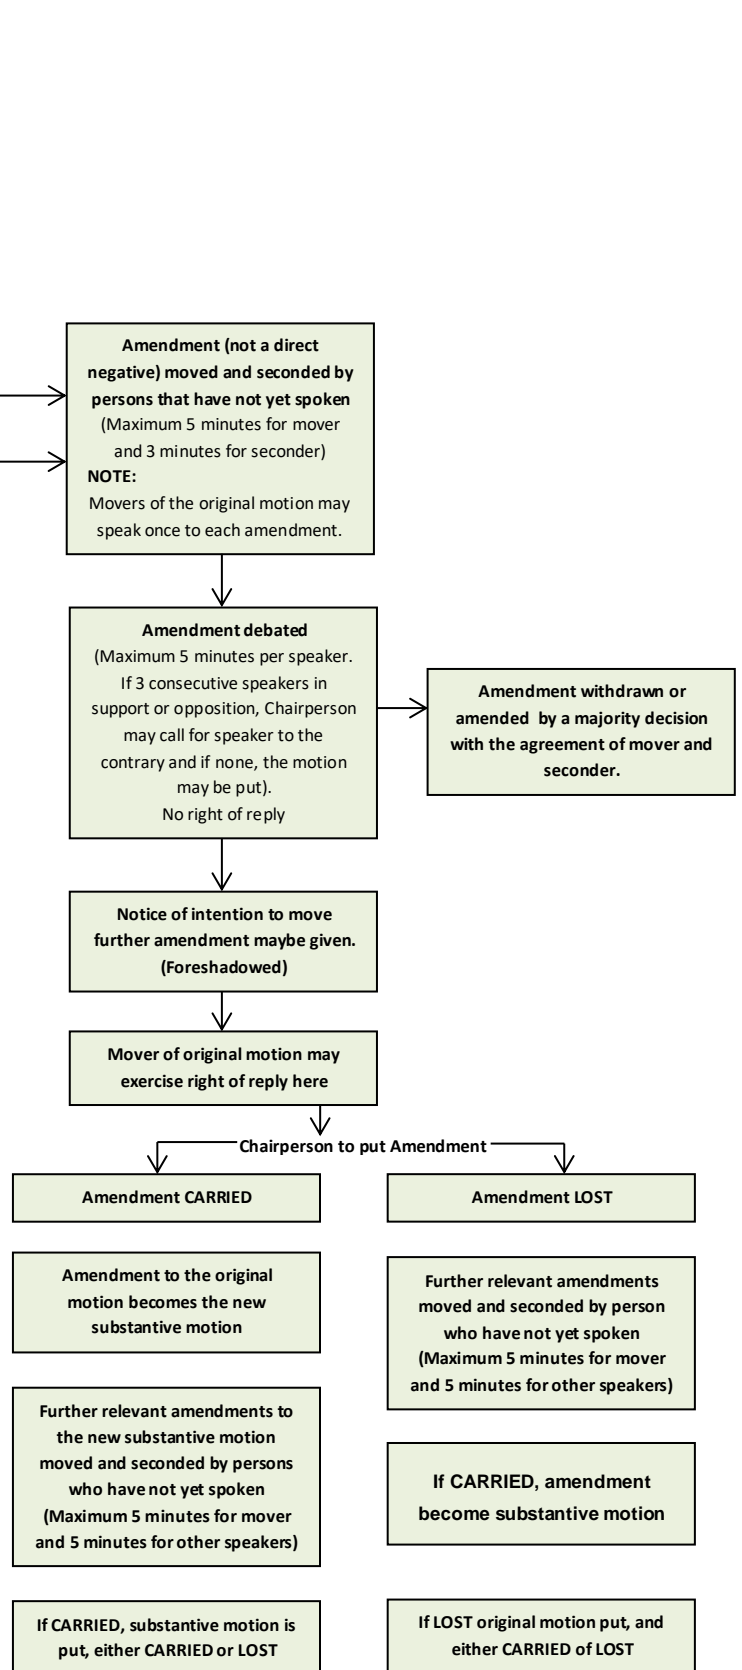 Amendment (not a direct
negative) moved and seconded by
persons that have not yet spoken
(Maximum 5 minutes for mover
and 3 minutes for seconder)
NOTE:
Movers of the original motion may
speak once to each amendment.
Amendment debated
(Maximum 5 minutes per speaker.
If 3 consecutive speakers in
support or opposition, Chairperson
may call for speaker to the
contrary and if none, the motion
may be put).
No right of reply
Amendment withdrawn or
amended by a majority decision
with the agreement of mover and
seconder.
Notice of intention to move
further amendment maybe given.
(Foreshadowed)
Mover of original motion may
exercise right of reply here
Chairperson to put Amendment
Amendment CARRIED
Amendment to the original
motion becomes the new
substantive motion
Further relevant amendments to
the new substantive motion
moved and seconded by persons
who have not yet spoken
(Maximum 5 minutes for mover
and 5 minutes for other speakers)
If CARRIED, substantive motion is
put, either CARRIED or LOST
Amendment LOST
Further relevant amendments
moved and seconded by person
who have not yet spoken
(Maximum 5 minutes for mover
and 5 minutes for other speakers)
If CARRIED, amendment
become substantive motion
If LOST original motion put, and
either CARRIED of LOST